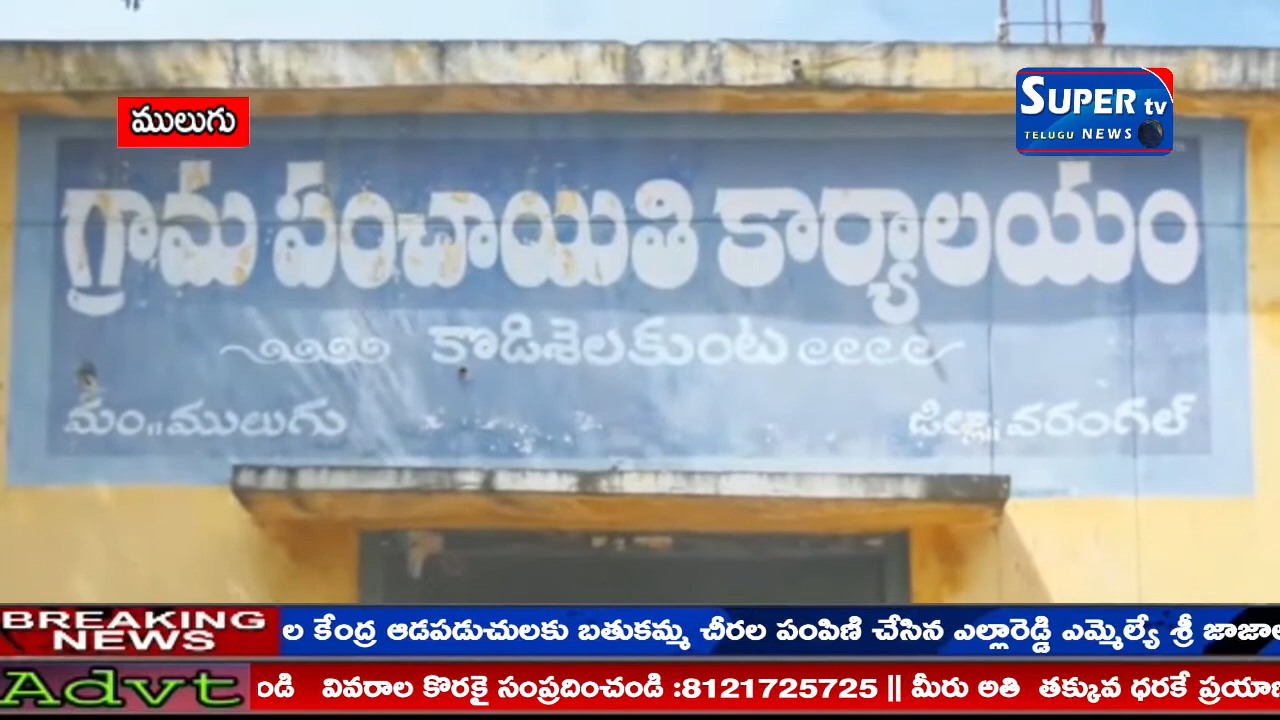 ములుగు
SUPER tv
TELUGU NEWS
గ్రామ పంచాయితి కార్యాలయం
కొడిశెలకుంట
మం॥ములుగు జిల్లా॥వరంగల్
BREAKING NEWS
ల కేంద్ర ఆడపడుచులకు బతుకమ్మ చీరల పంపిణి చేసిన ఎల్లారెడ్డి ఎమ్మెల్యే శ్రీ జాజాల
Advt
ండి వివరాల కొరకై సంప్రదించండి :8121725725 || మీరు అతి తక్కువ ధరకే ప్రయాణ